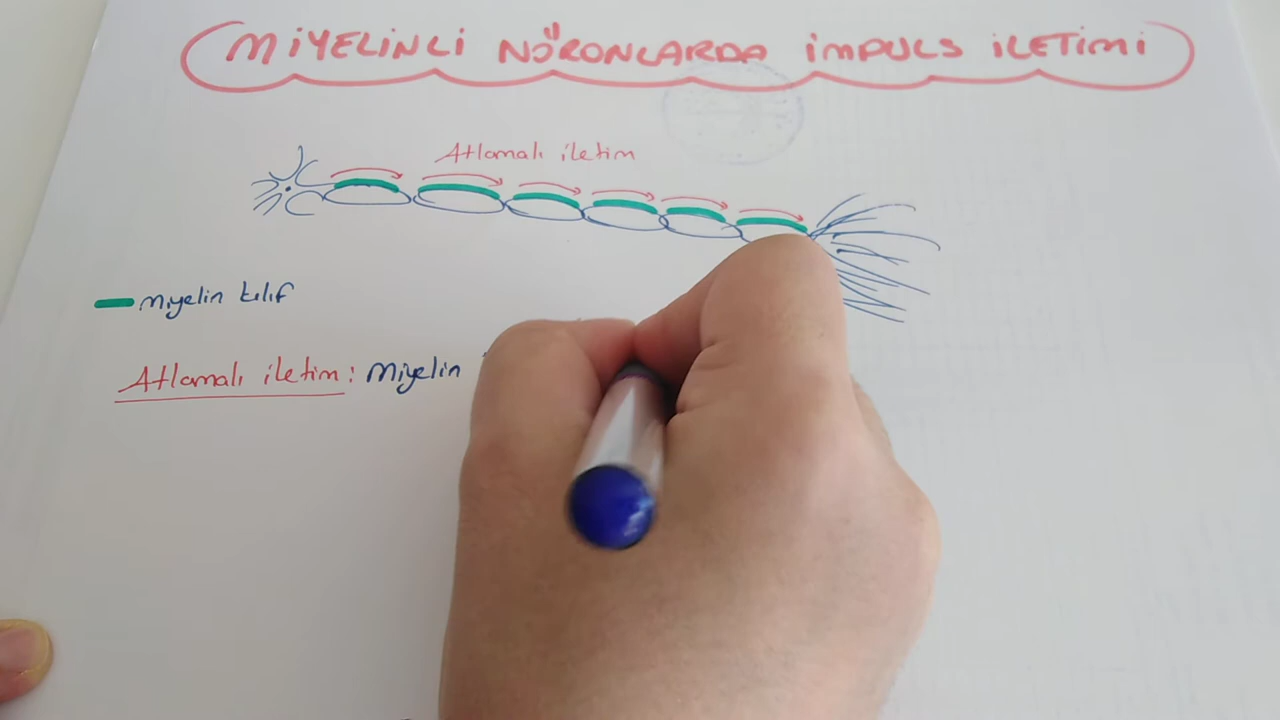 MİYELİNLİ NÖRONLARDA İMPULS İLETİMİ
Atlamalı iletim
miyelin kılıf
Atlamalı iletim: Miyelin